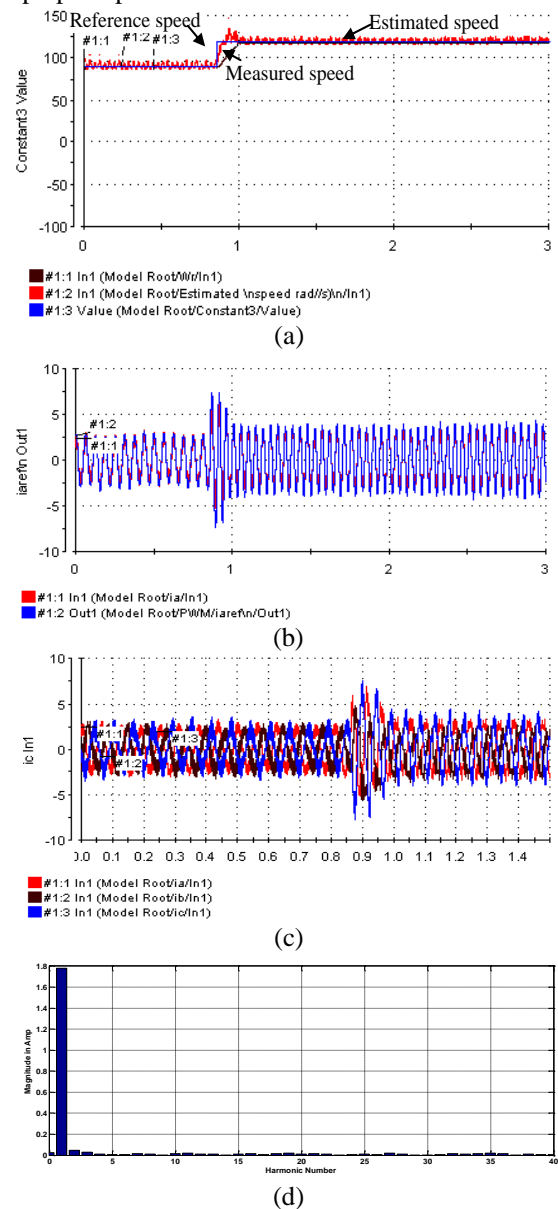 Reference speed
Estimated speed
Measured speed
150
100
50
0
-50
-100
Constant3 Value
#1:1
#1:2
#1:3
0 1 2 3
#1:1 In1 (Model Root/Wr/In1)
#1:2 In1 (Model Root/Estimated \nspeed rad//s)\n/In1)
#1:3 Value (Model Root/Constant3/Value)
(a)
10
5
0
-5
-10
iarefn Out1
#1:2
#1:1
0 1 2 3
#1:1 In1 (Model Root/ia/In1)
#1:2 Out1 (Model Root/PWM/iaref\n/Out1)
(b)
10
5
0
-5
-10
ic In1
#1:1
#1:3
#1:2
0.0 0.1 0.2 0.3 0.4 0.5 0.6 0.7 0.8 0.9 1.0 1.1 1.2 1.3 1.4
#1:1 In1 (Model Root/ia/In1)
#1:2 In1 (Model Root/ib/In1)
#1:3 In1 (Model Root/ic/In1)
(c)
1.8
1.6
1.4
1.2
1
0.8
0.6
0.4
0.2
0
Magnitude in Amp
0 5 10 15 20 25 30 35 40
Harmonic Number
(d)